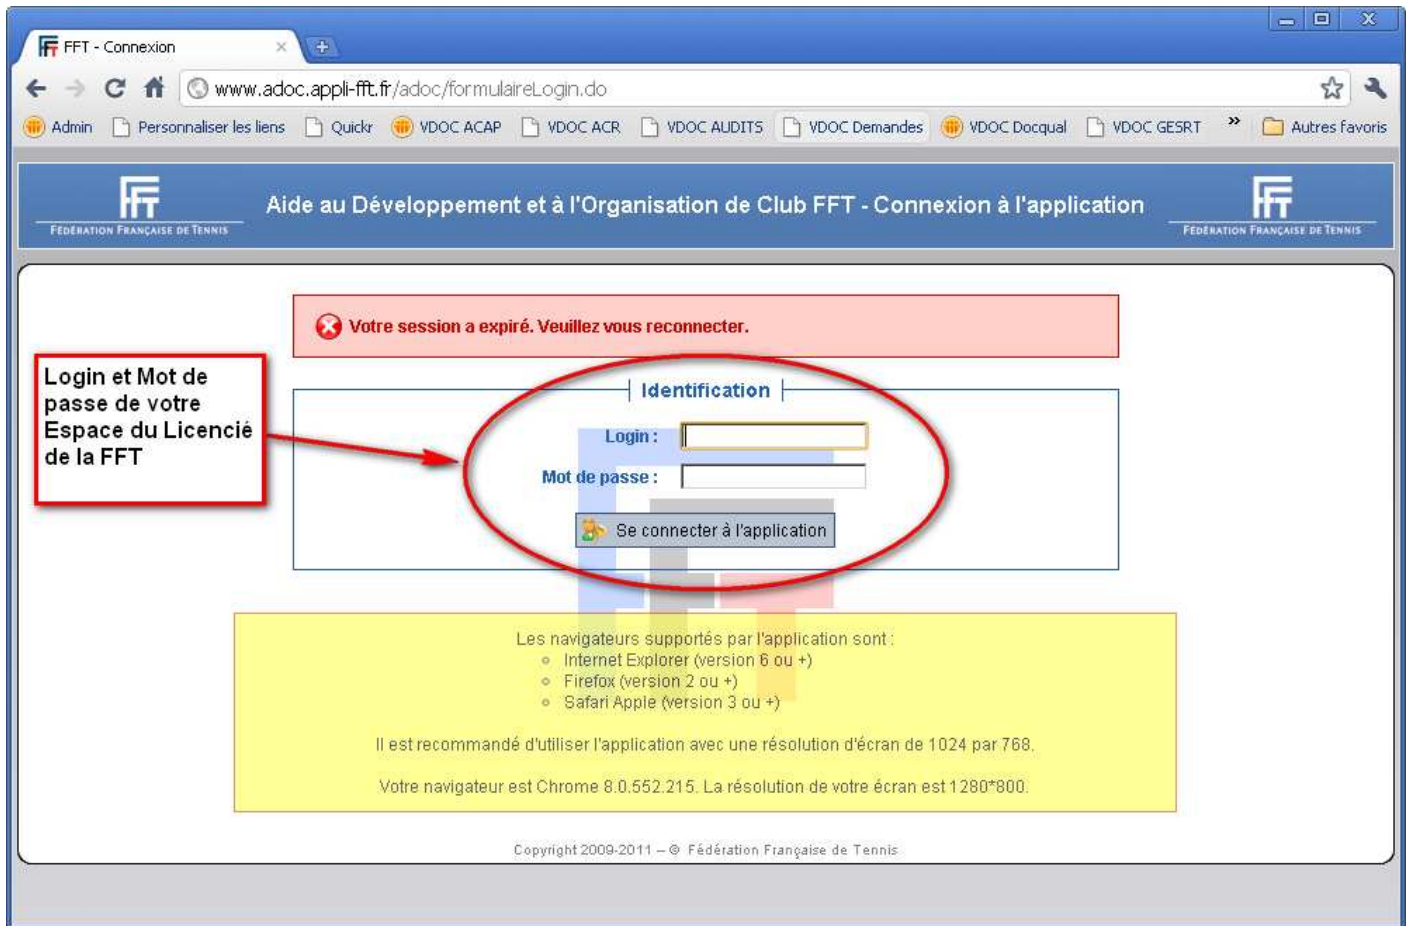 FFT - Connexion
www.adoc.appli-fft.fr/adoc/formulaireLogin.do
Admin Personnaliser les liens Quickr VDOC ACAP VDOC ACR VDOC AUDITS VDOC Demandes VDOC Docqual VDOC GESRT » Autres favoris
FFT
FÉDÉRATION FRANÇAISE DE TENNIS
Aide au Développement et à l'Organisation de Club FFT - Connexion à l'application
FFT
FÉDÉRATION FRANÇAISE DE TENNIS
Votre session a expiré. Veuillez vous reconnecter.
Login et Mot de
passe de votre
Espace du Licencié
de la FFT
Identification
Login :
Mot de passe :
Se connecter à l'application
Les navigateurs supportés par l'application sont :
Internet Explorer (version 6 ou +)
Firefox (version 2 ou +)
Safari Apple (version 3 ou +)
Il est recommandé d'utiliser l'application avec une résolution d'écran de 1024 par 768.
Votre navigateur est Chrome 8.0.552.215. La résolution de votre écran est 1280*800.
Copyright 2009-2011 – © Fédération Française de Tennis